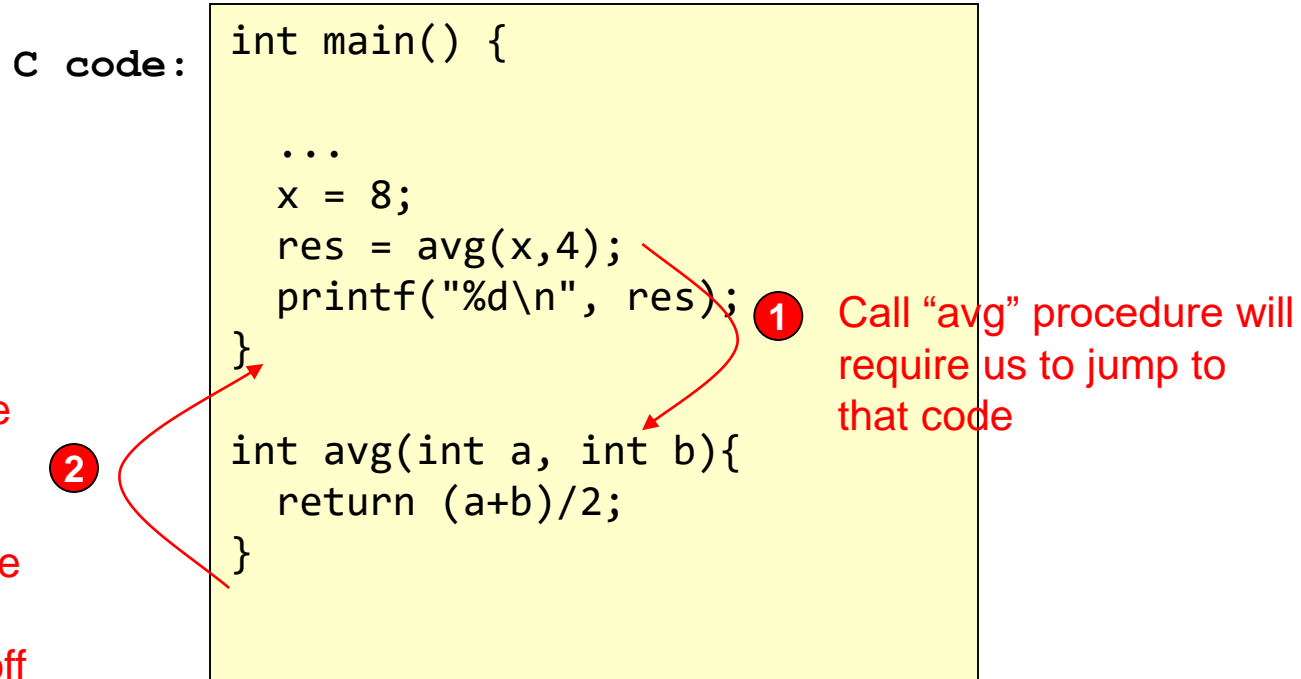 C code:
int main() {
...
x = 8;
res = avg(x,4);
printf("%d\n", res);
}
int avg(int a, int b){
return (a+b)/2;
}
1
Call “avg” procedure will
require us to jump to
that code
2
e
e
off